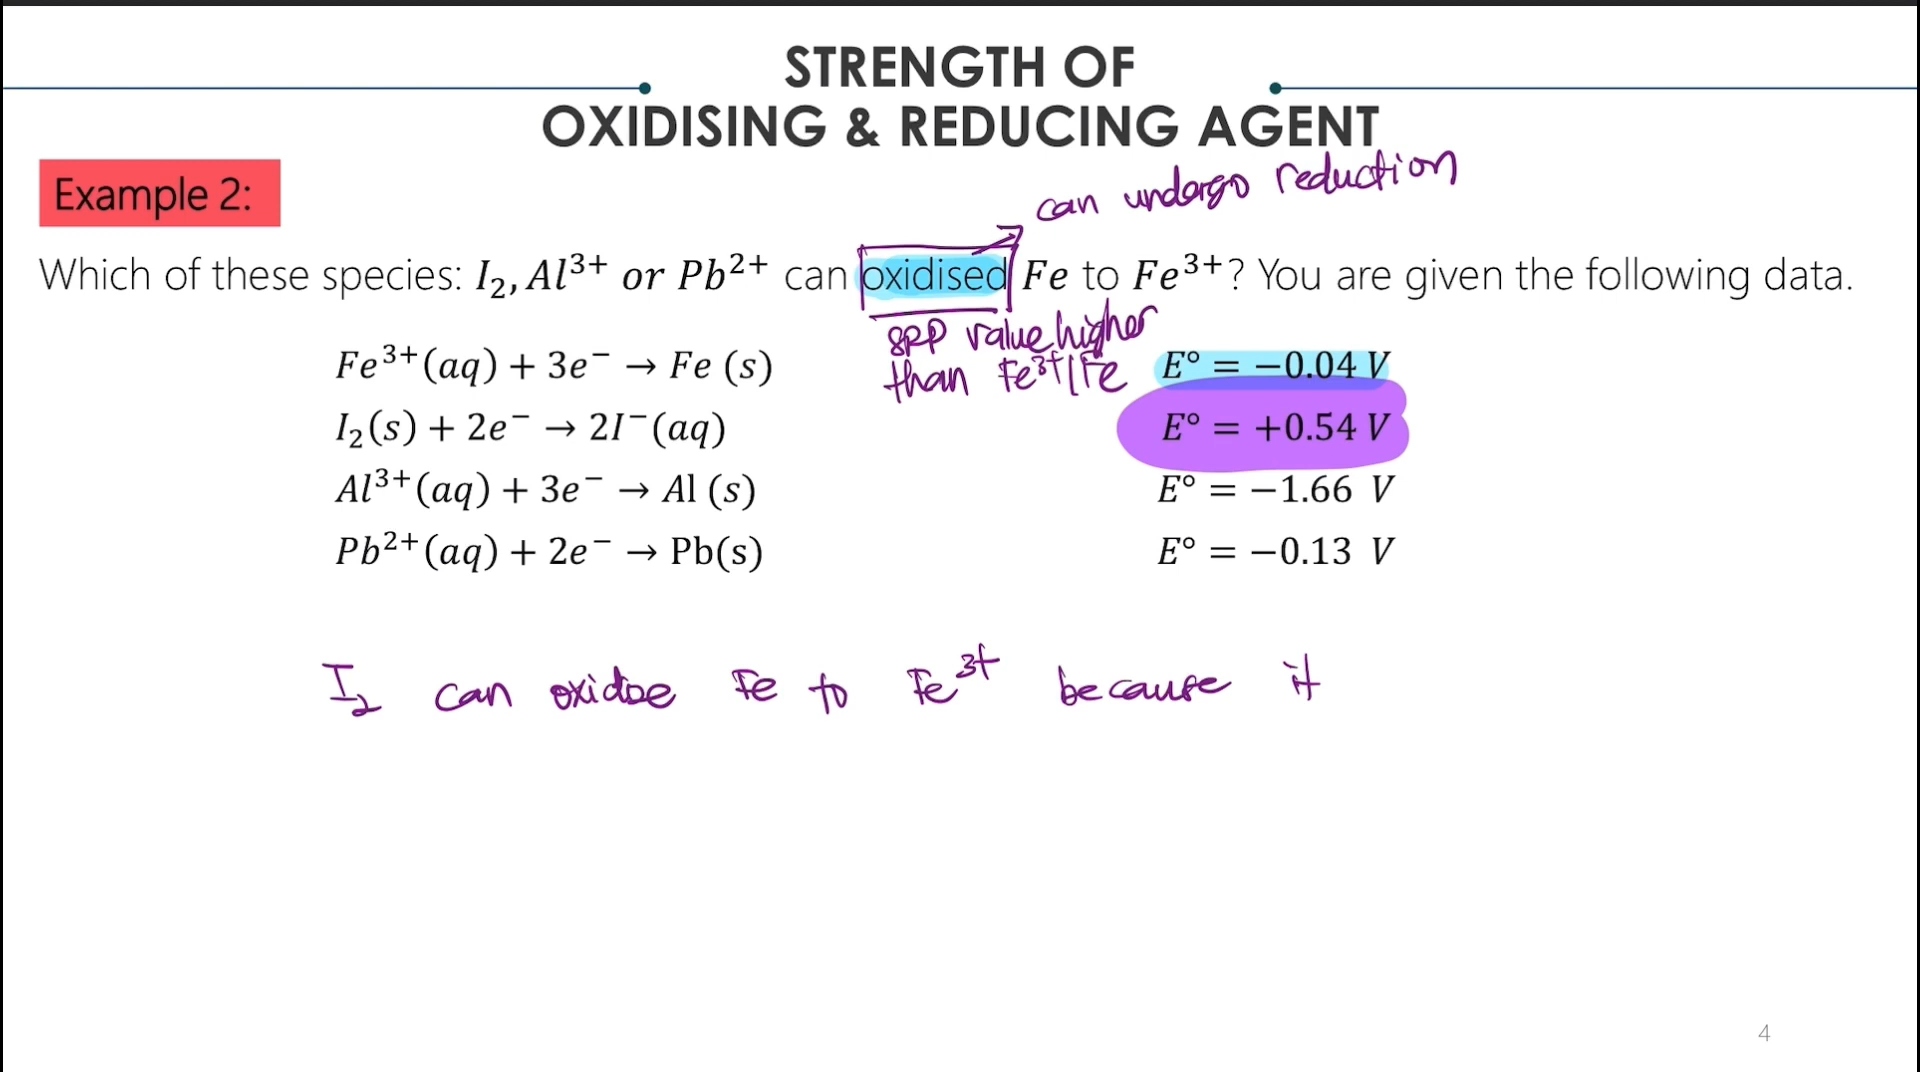 STRENGTH OF
OXIDISING & REDUCING AGENT
Example 2:
can undergo reduction
Which of these species: I₂, Al³⁺ or Pb²⁺ can oxidised Fe to Fe³⁺? You are given the following data.
SRP value higher
than Fe³⁺/Fe
Fe³⁺(aq) + 3e⁻ → Fe (s) E° = −0.04 V
I₂(s) + 2e⁻ → 2I⁻(aq) E° = +0.54 V
Al³⁺(aq) + 3e⁻ → Al (s) E° = −1.66 V
Pb²⁺(aq) + 2e⁻ → Pb(s) E° = −0.13 V
I₂ can oxidise Fe to Fe³⁺ because it
4